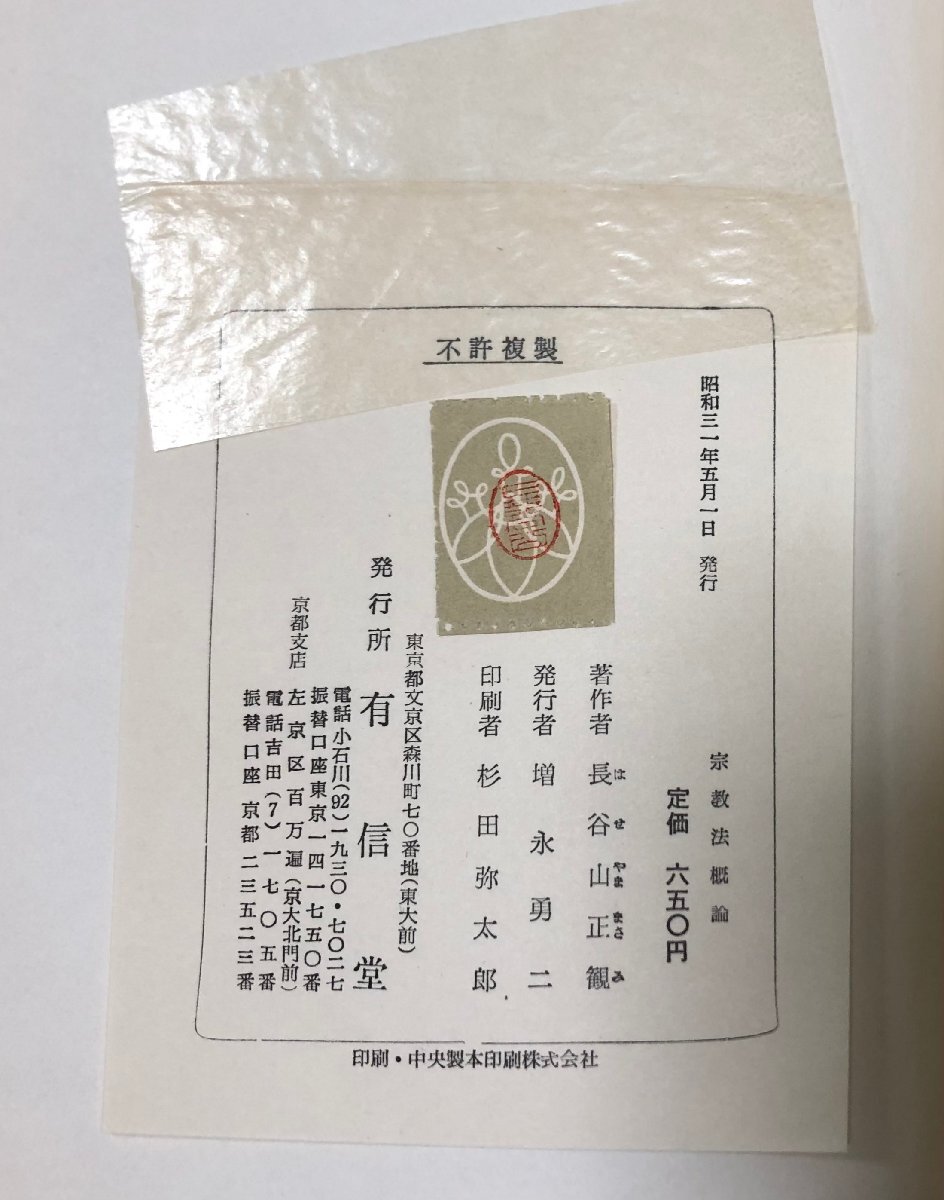 不許複製
昭和三一年五月一日 発行
宗教法概論
定価 六五〇円
著作者 長谷山正観
はせやままさみ
発行者 増永勇二
印刷者 杉田弥太郎
東京都文京区森川町七〇番地(東大前)
発行所 有信堂
電話小石川(92)一九三〇・七〇二七
振替口座東京一四一七五〇番
京都支店 左京区百万遍(京大北門前)
電話吉田(7)一七〇五番
振替口座京都二三五二三番
印刷・中央製本印刷株式会社